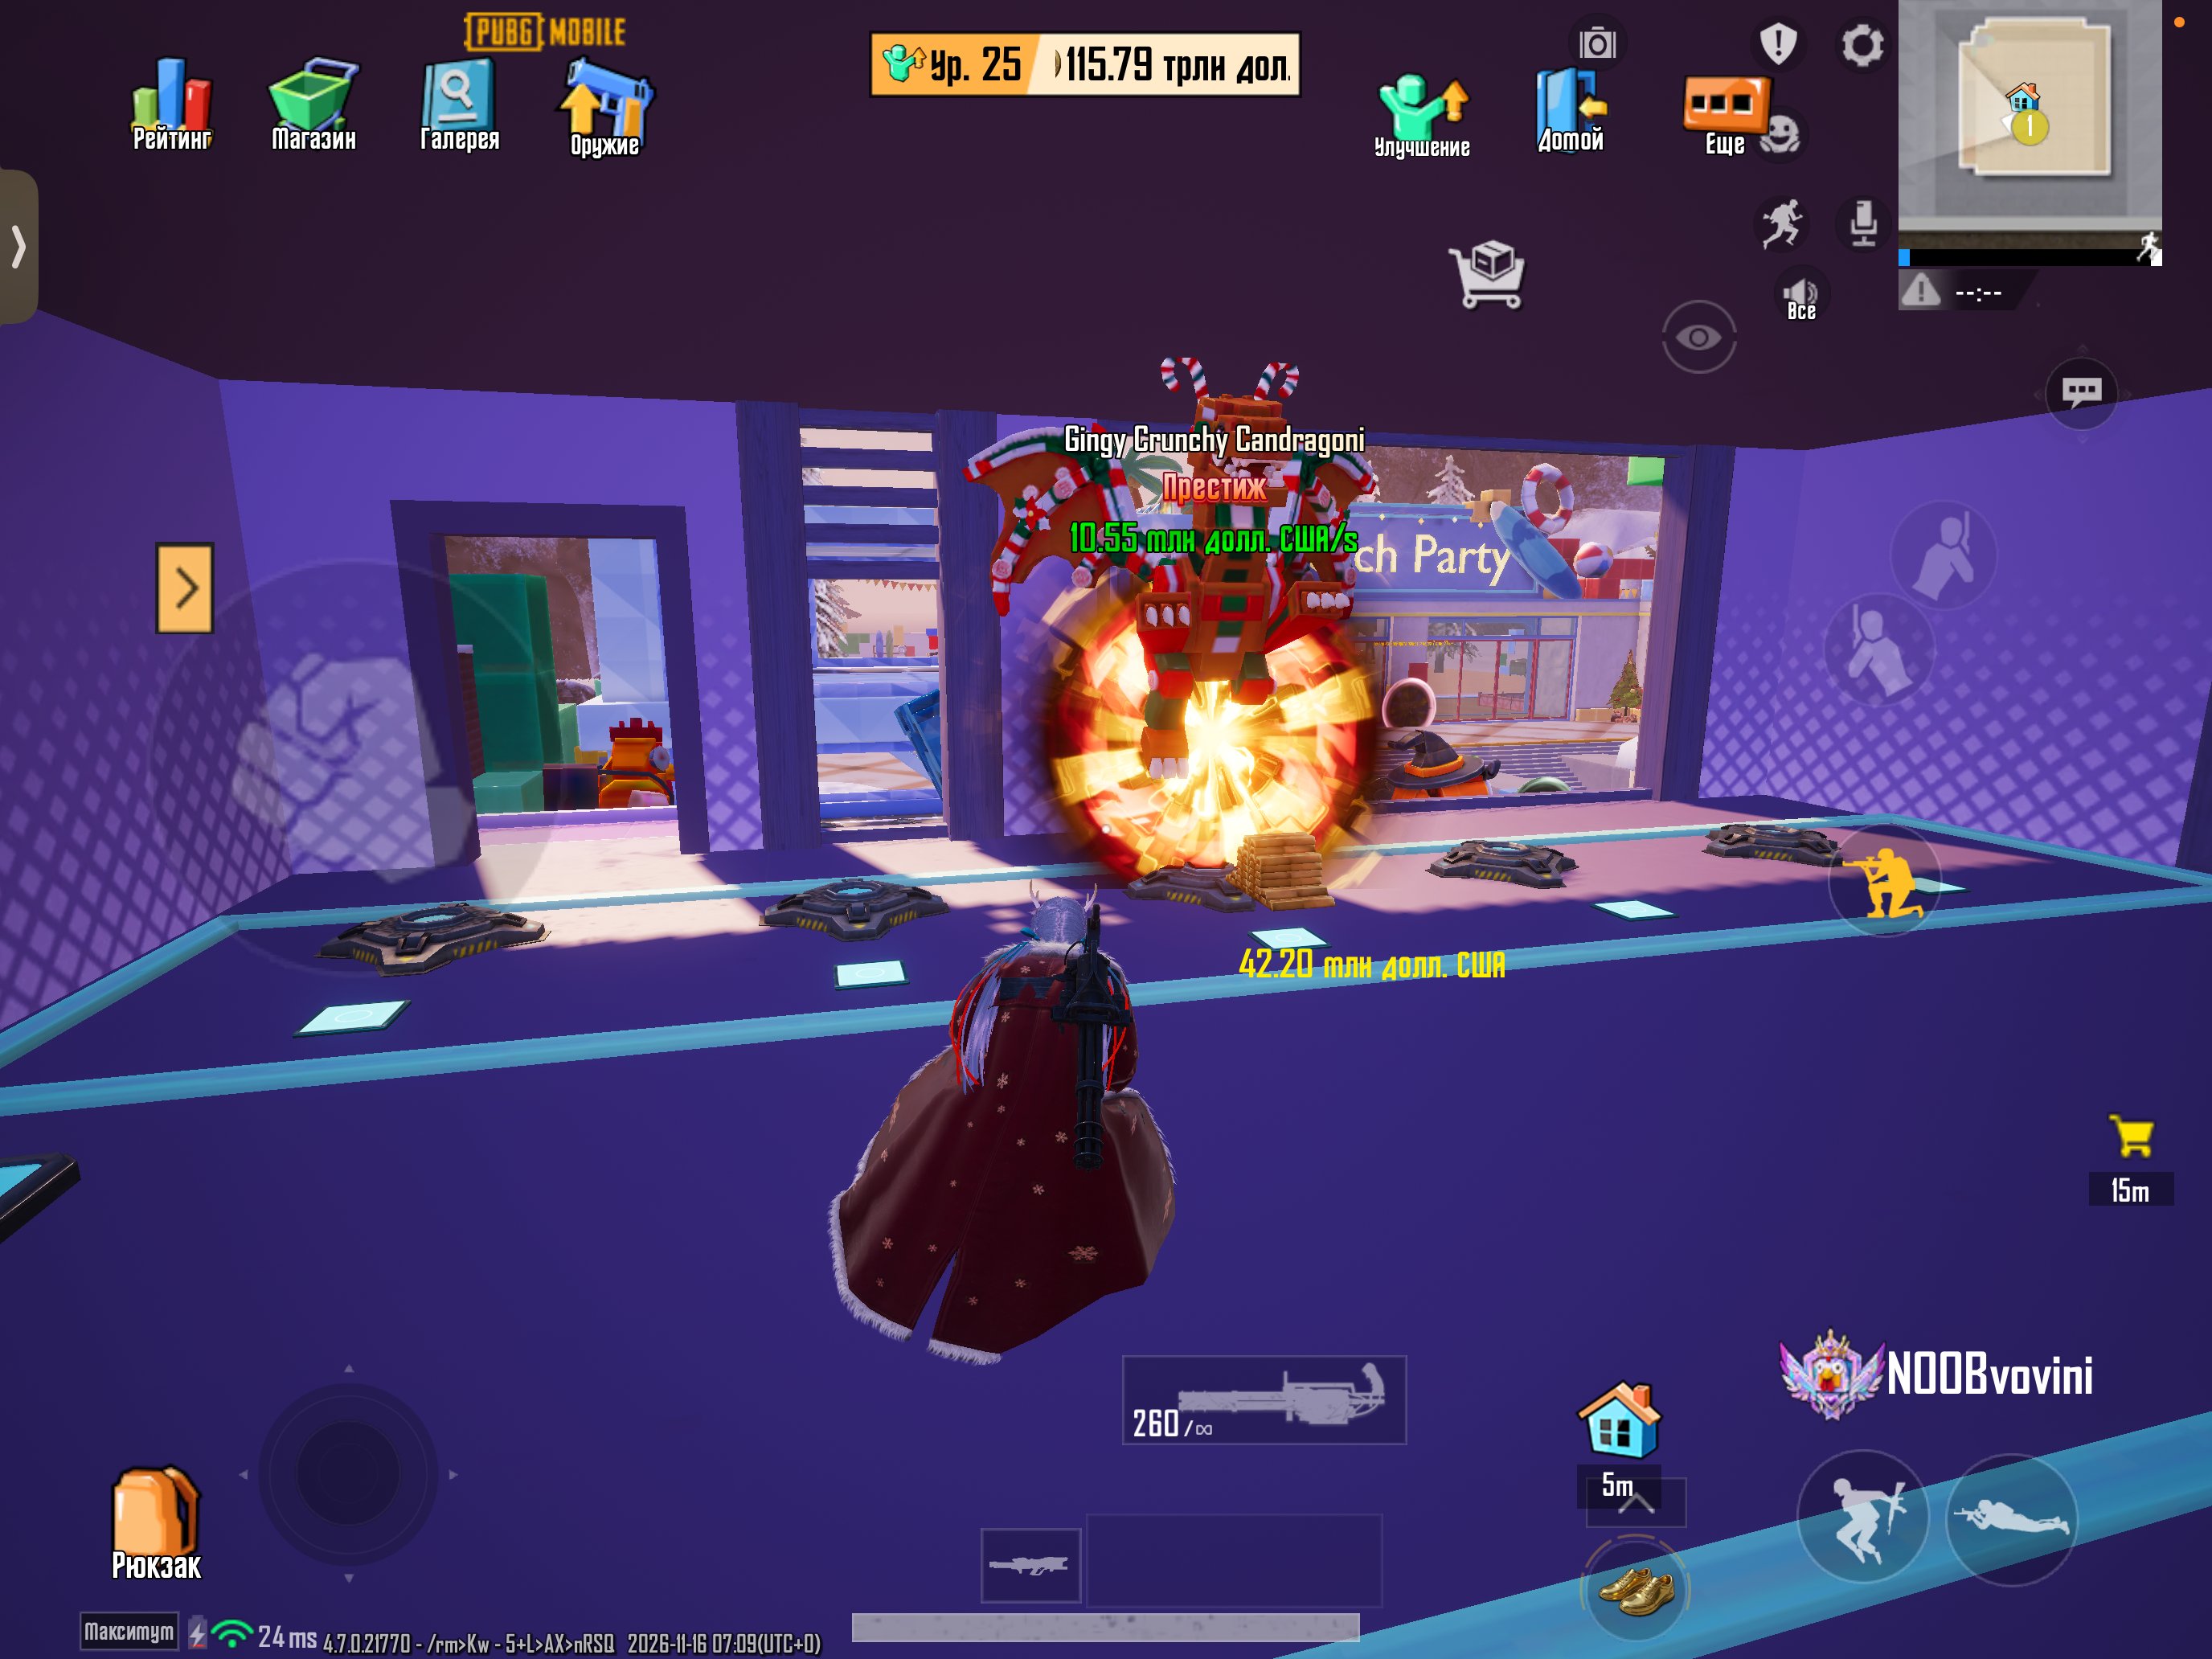 PUBG MOBILE
Рейтинг
Магазин
Галерея
Оружие
Ур. 25
115.79 трлн дол.
Улучшение
Домой
Еще
1
Все
--:--
Gingy Crunchy Candragoni
Престиж
10.55 млн долл. США/s
ch Party
42.20 млн долл. США
15m
NOOBvovini
260/∞
5m
Рюкзак
Максимум
24 ms
4.7.0.21770 - /rm>Kw - 5+L>AX>nRSQ 2026-11-16 07:09(UTC+0)